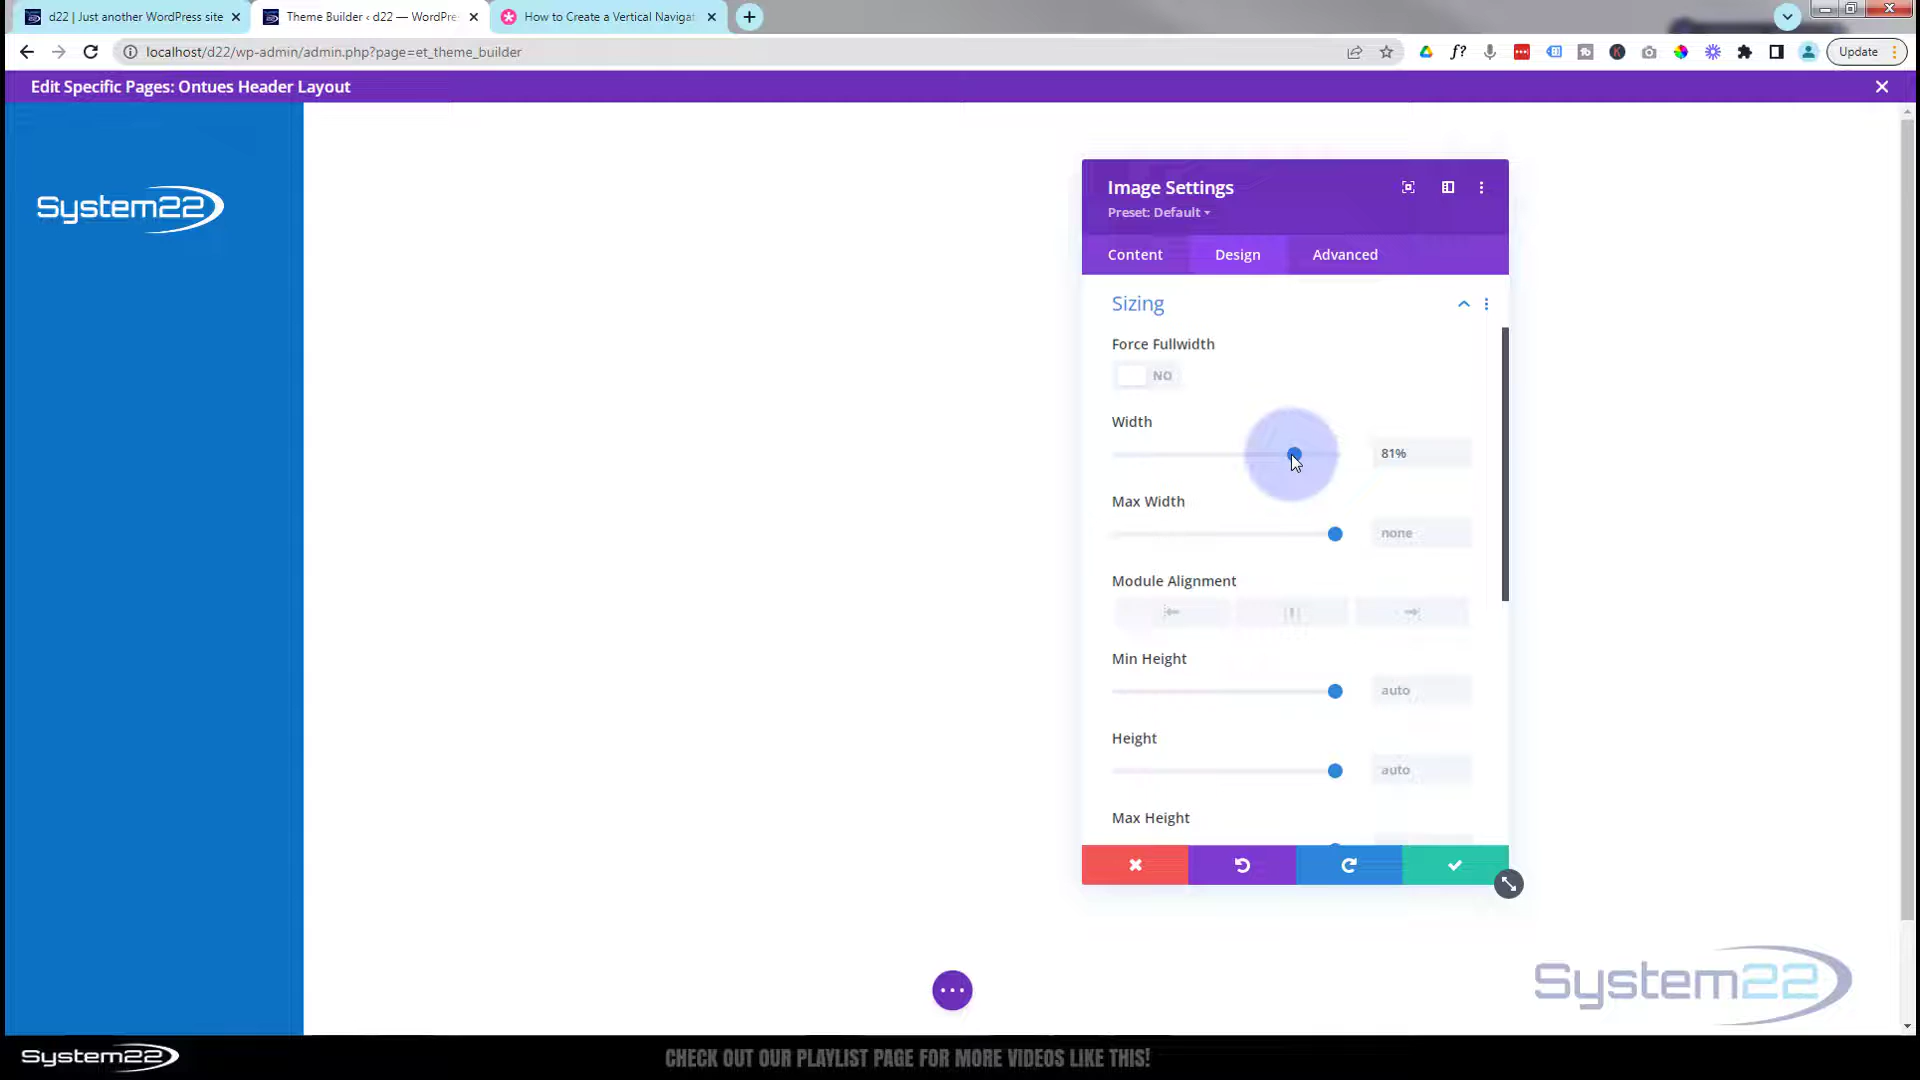 d22 | Just another WordPress site
Theme Builder ‹ d22 — WordPre
How to Create a Vertical Navigat
localhost/d22/wp-admin/admin.php?page=et_theme_builder
f?
Update
Edit Specific Pages: Ontues Header Layout
System22
Image Settings
Preset: Default
Content
Design
Advanced
Sizing
Force Fullwidth
NO
Width
81%
Max Width
none
Module Alignment
Min Height
auto
Height
auto
Max Height
System22
System22
CHECK OUT OUR PLAYLIST PAGE FOR MORE VIDEOS LIKE THIS!